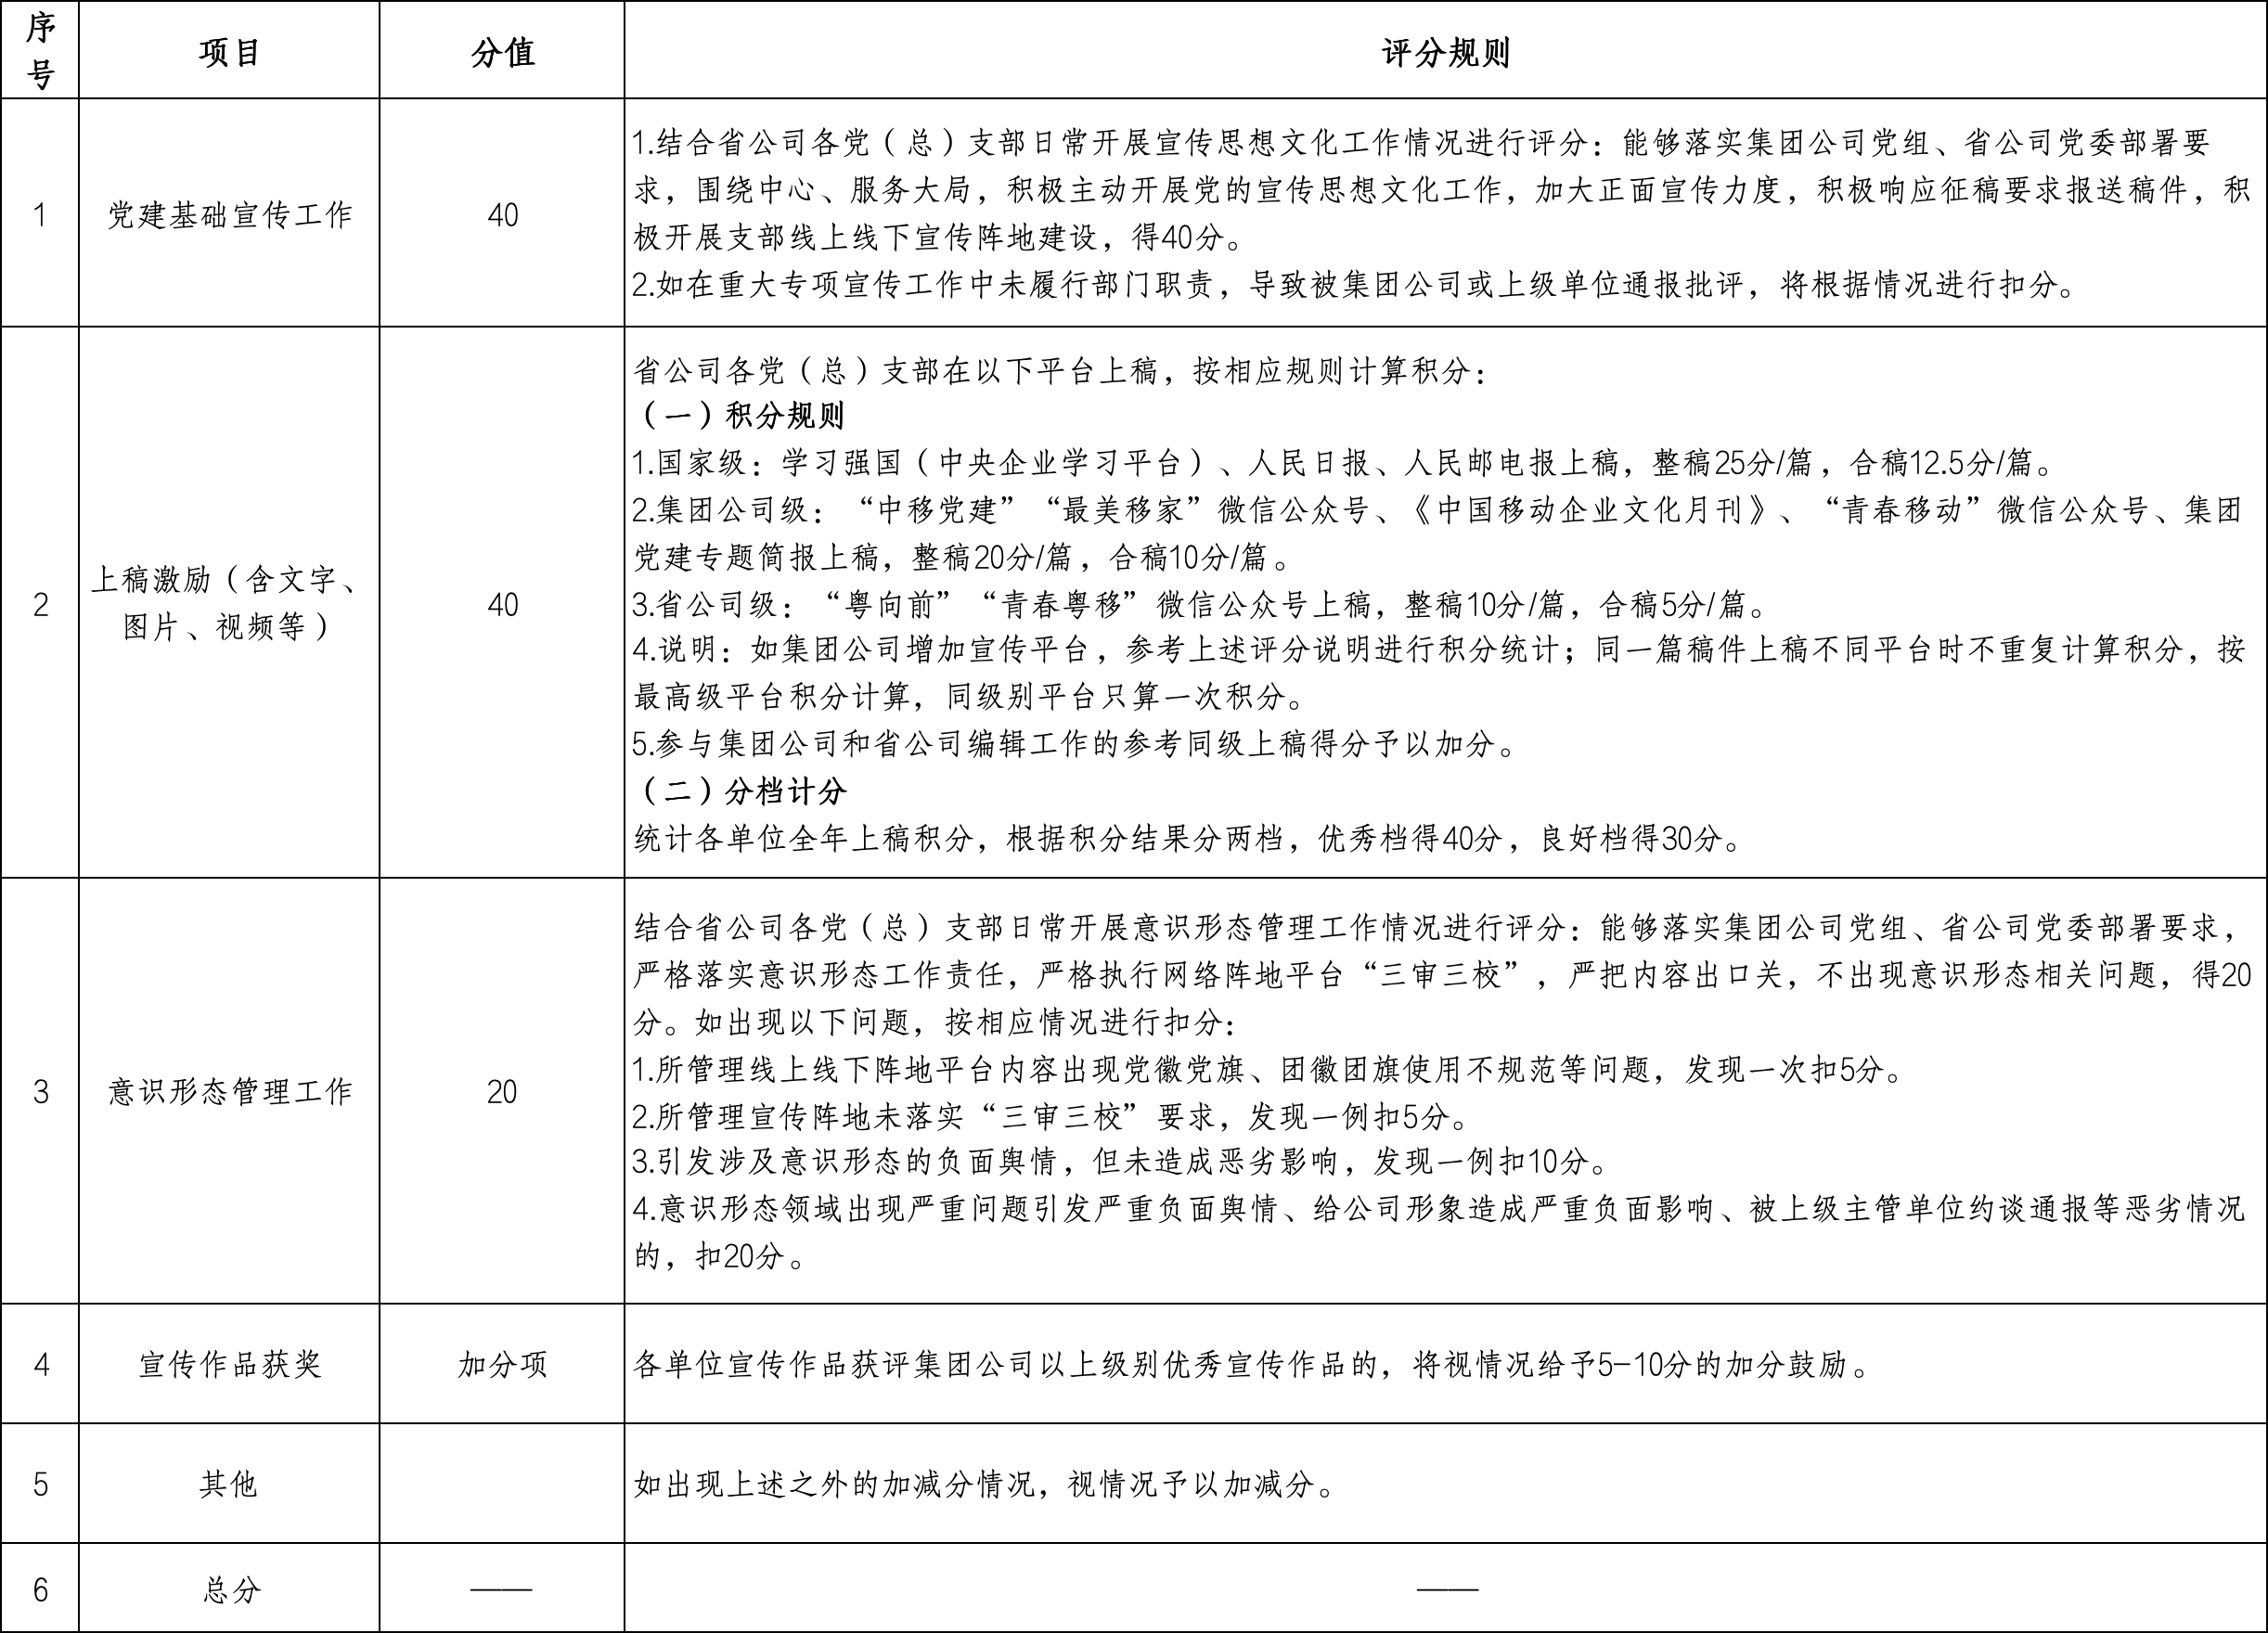 序号
项目
分值
评分规则
1
党建基础宣传工作
40
1.结合省公司各党（总）支部日常开展宣传思想文化工作情况进行评分：能够落实集团公司党组、省公司党委部署要
求，围绕中心、服务大局，积极主动开展党的宣传思想文化工作，加大正面宣传力度，积极响应征稿要求报送稿件，积
极开展支部线上线下宣传阵地建设，得40分。
2.如在重大专项宣传工作中未履行部门职责，导致被集团公司或上级单位通报批评，将根据情况进行扣分。
2
上稿激励（含文字、
图片、视频等）
40
省公司各党（总）支部在以下平台上稿，按相应规则计算积分：
（一）积分规则
1.国家级：学习强国（中央企业学习平台）、人民日报、人民邮电报上稿，整稿25分/篇，合稿12.5分/篇。
2.集团公司级：“中移党建”“最美移家”微信公众号、《中国移动企业文化月刊》、“青春移动”微信公众号、集团
党建专题简报上稿，整稿20分/篇，合稿10分/篇。
3.省公司级：“粤向前”“青春粤移”微信公众号上稿，整稿10分/篇，合稿5分/篇。
4.说明：如集团公司增加宣传平台，参考上述评分说明进行积分统计；同一篇稿件上稿不同平台时不重复计算积分，按
最高级平台积分计算，同级别平台只算一次积分。
5.参与集团公司和省公司编辑工作的参考同级上稿得分予以加分。
（二）分档计分
统计各单位全年上稿积分，根据积分结果分两档，优秀档得40分，良好档得30分。
3
意识形态管理工作
20
结合省公司各党（总）支部日常开展意识形态管理工作情况进行评分：能够落实集团公司党组、省公司党委部署要求，
严格落实意识形态工作责任，严格执行网络阵地平台“三审三校”，严把内容出口关，不出现意识形态相关问题，得20
分。如出现以下问题，按相应情况进行扣分：
1.所管理线上线下阵地平台内容出现党徽党旗、团徽团旗使用不规范等问题，发现一次扣5分。
2.所管理宣传阵地未落实“三审三校”要求，发现一例扣5分。
3.引发涉及意识形态的负面舆情，但未造成恶劣影响，发现一例扣10分。
4.意识形态领域出现严重问题引发严重负面舆情、给公司形象造成严重负面影响、被上级主管单位约谈通报等恶劣情况
的，扣20分。
4
宣传作品获奖
加分项
各单位宣传作品获评集团公司以上级别优秀宣传作品的，将视情况给予5-10分的加分鼓励。
5
其他
如出现上述之外的加减分情况，视情况予以加减分。
6
总分
——
——